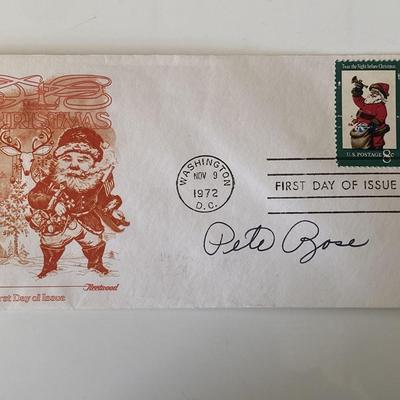 CHRISTMAS
'Twas the Night before Christmas
U.S. POSTAGE 8c
WASHINGTON
NOV 9
1972
D.C.
FIRST DAY OF ISSUE
Pete Rose
Fleetwood
rst Day of Issue